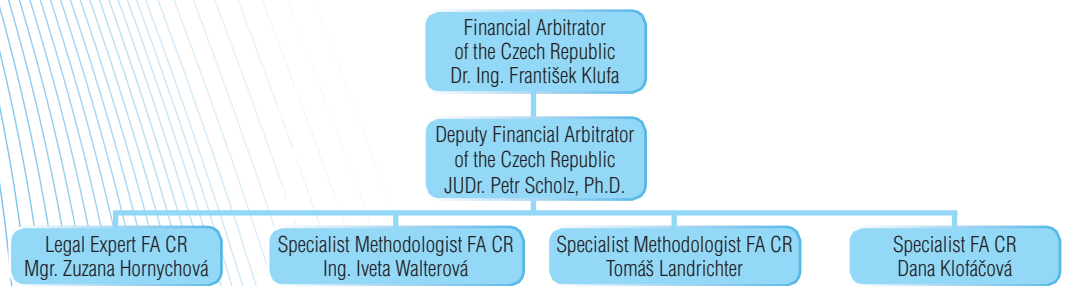 Financial Arbitrator
of the Czech Republic
Dr. Ing. František Klufa
Deputy Financial Arbitrator
of the Czech Republic
JUDr. Petr Scholz, Ph.D.
Legal Expert FA CR
Mgr. Zuzana Hornychová
Specialist Methodologist FA CR
Ing. Iveta Walterová
Specialist Methodologist FA CR
Tomáš Landrichter
Specialist FA CR
Dana Klofáčová